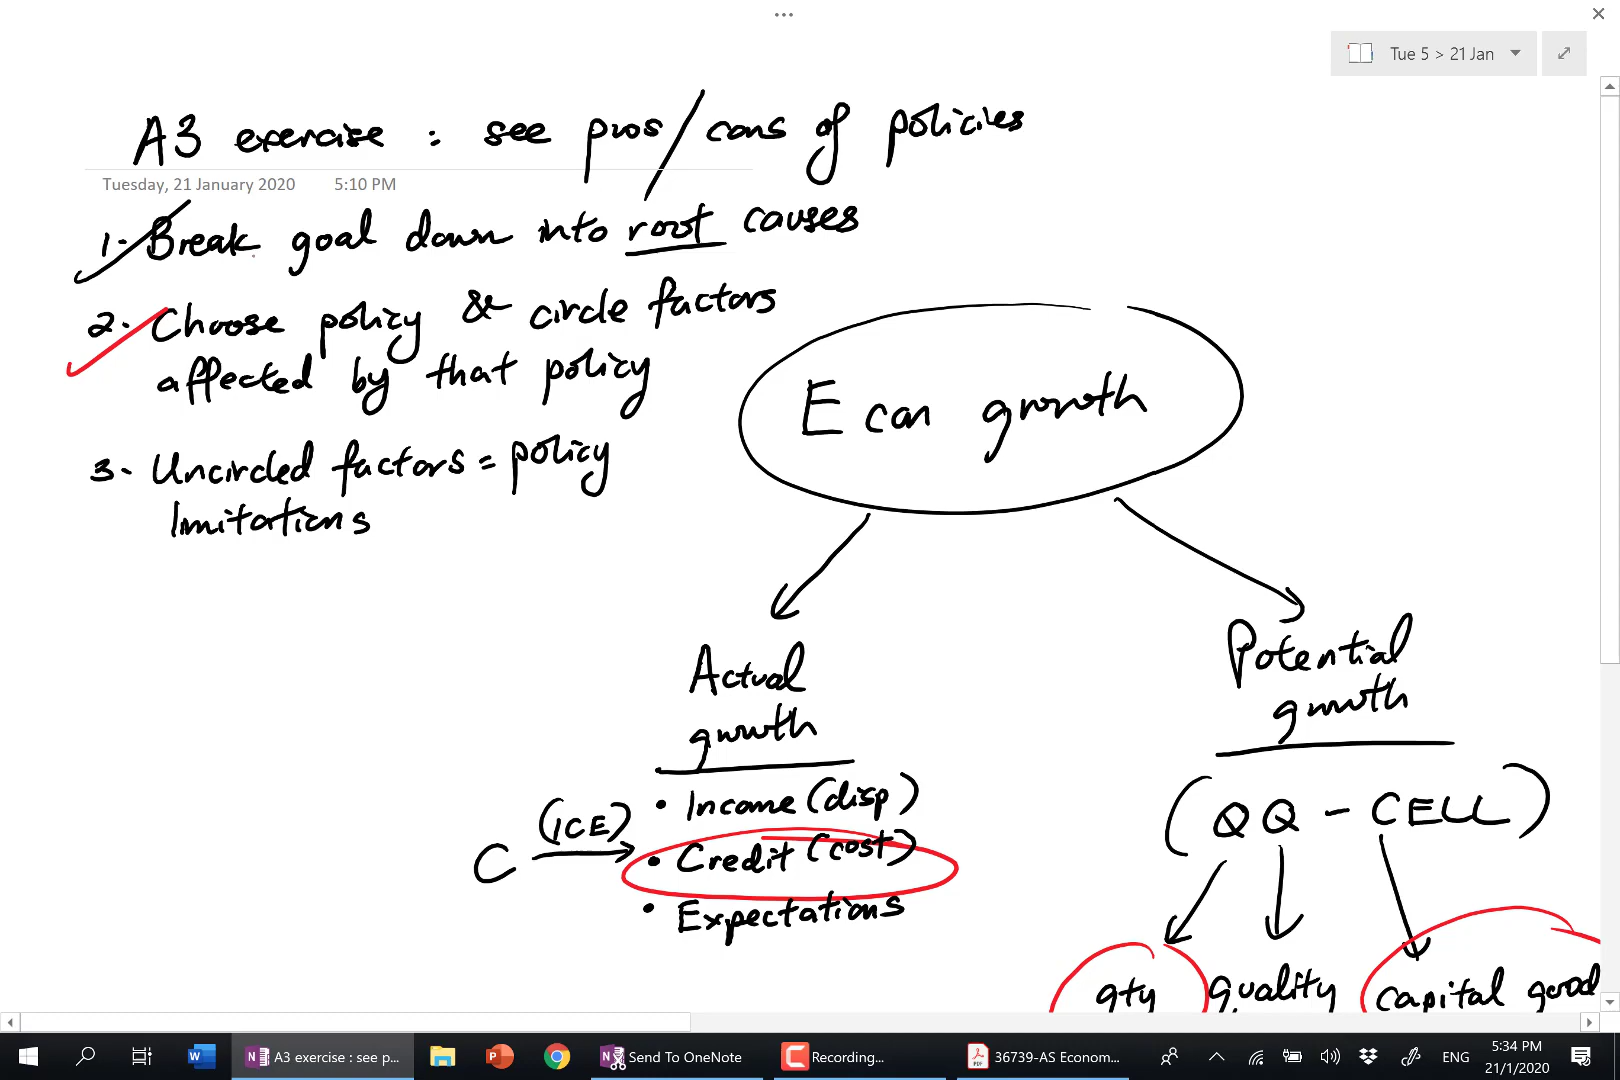 Tue 5 > 21 Jan
A3 exercise : see pros/cons of policies
Tuesday, 21 January 2020 5:10 PM
1. Break goal down into root causes
2. Choose policy & circle factors
affected by that policy
3- Uncircled factors = policy
limitations
Econ growth
Actual
growth
Potential
growth
C (ICE)
• Income (disp)
• Credit (cost)
• Expectations
(QQ - CELL)
qty quality capital good
A3 exercise : see p...
Send To OneNote
Recording...
36739-AS Econom...
ENG
5:34 PM
21/1/2020